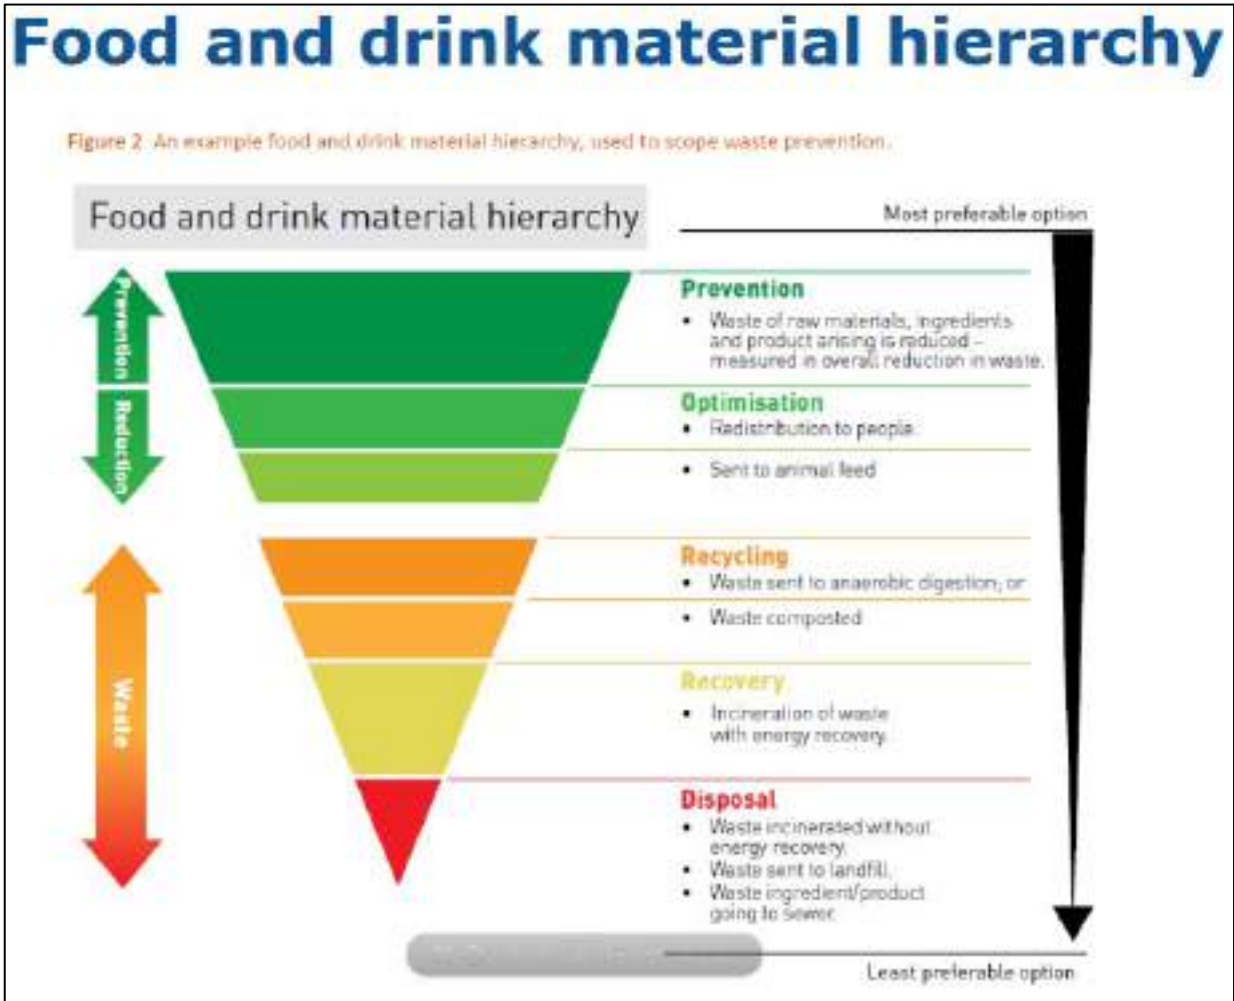 Food and drink material hierarchy
Figure 2 An example food and drink material hierarchy, used to scope waste prevention.
Food and drink material hierarchy
Most preferable option
Prevention
Reduction
Waste
Prevention
• Waste of raw materials, ingredients
and product arising is reduced –
measured in overall reduction in waste.
Optimisation
• Redistribution to people.
• Sent to animal feed
Recycling
• Waste sent to anaerobic digestion; or
• Waste composted
Recovery
• Incineration of waste
with energy recovery.
Disposal
• Waste incinerated without
energy recovery.
• Waste sent to landfill.
• Waste ingredient/product
going to sewer.
Least preferable option